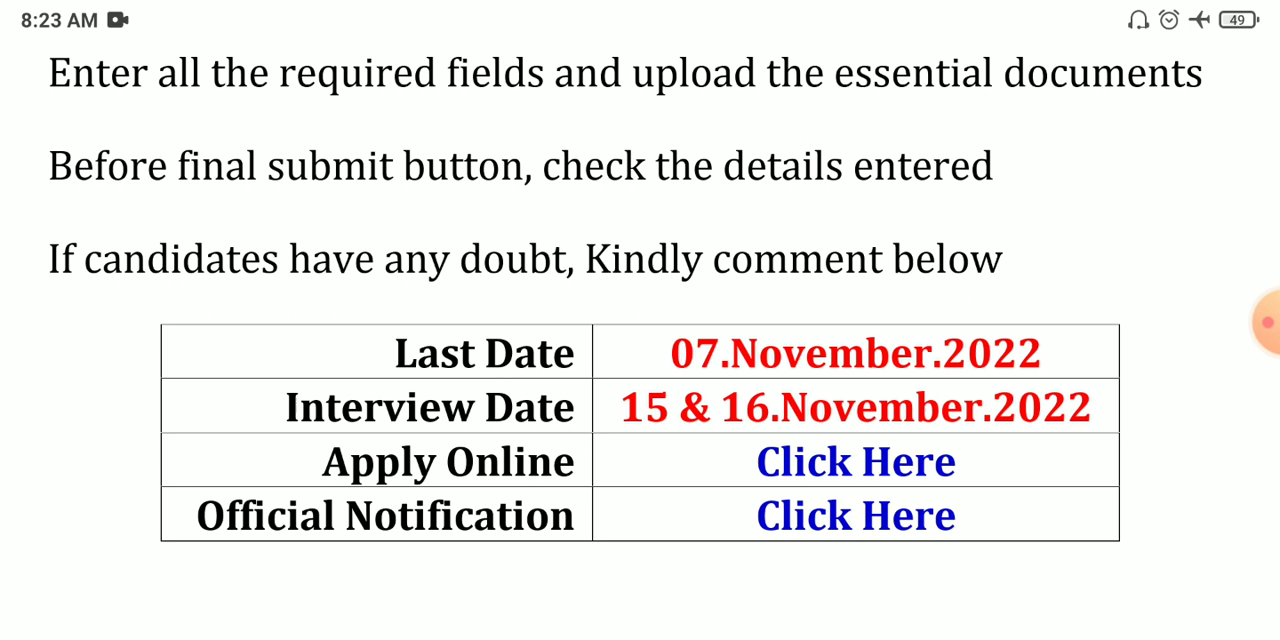 8:23 AM
49
Enter all the required fields and upload the essential documents
Before final submit button, check the details entered
If candidates have any doubt, Kindly comment below
Last Date 07.November.2022
Interview Date 15 & 16.November.2022
Apply Online Click Here
Official Notification Click Here